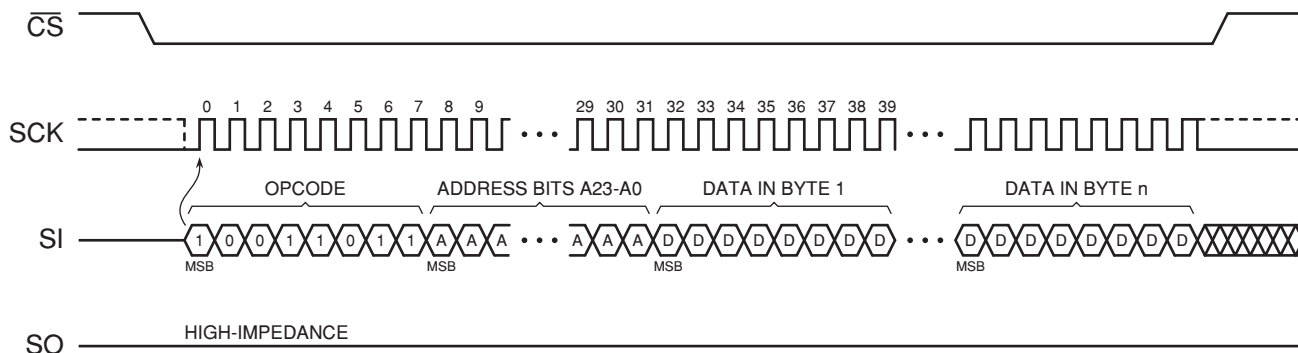 CS
0 1 2 3 4 5 6 7 8 9 29 30 31 32 33 34 35 36 37 38 39
SCK
OPCODE ADDRESS BITS A23-A0 DATA IN BYTE 1 DATA IN BYTE n
SI 1 0 0 1 1 0 1 1 A A A A A A D D D D D D D D D D D D D D D D
MSB MSB MSB MSB
HIGH-IMPEDANCE
SO